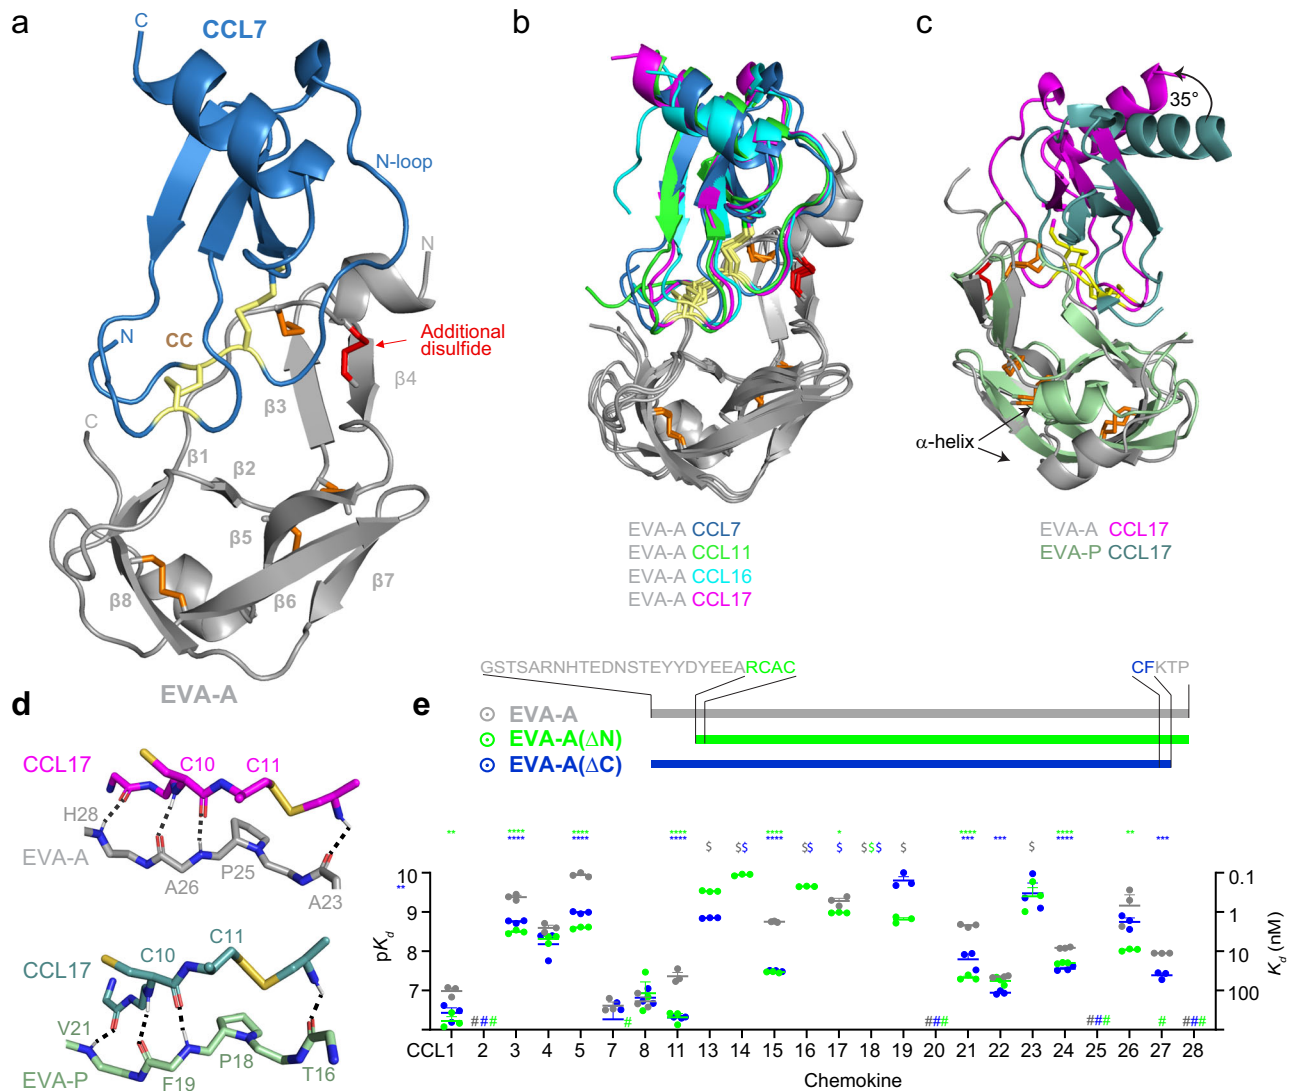 a
CCL7
C
N-loop
N
N
CC
Additional
disulfide
β4
β3
C
β1
β2
β5
β7
β6
β8
EVA-A
b
EVA-A CCL7
EVA-A CCL11
EVA-A CCL16
EVA-A CCL17
c
35°
α-helix
EVA-A CCL17
EVA-P CCL17
d
CCL17
C10
C11
H28
EVA-A
P25
A26
A23
CCL17
C10
C11
V21
P18
EVA-P
F19
T16
e
GSTSARNHTEDNSTEYYDYEEARCAC
CFKTP
EVA-A
EVA-A(ΔN)
EVA-A(ΔC)
** **** **** **** **** * **** **** **
**** **** **** **** *** *** **** ***
$ $$ $$ $ $$$ $ $
**
10 9 8 7
pKd
0.1 1 10 100
Kd (nM)
### # ### ### # ###
CCL1 2 3 4 5 7 8 11 13 14 15 16 17 18 19 20 21 22 23 24 25 26 27 28
Chemokine